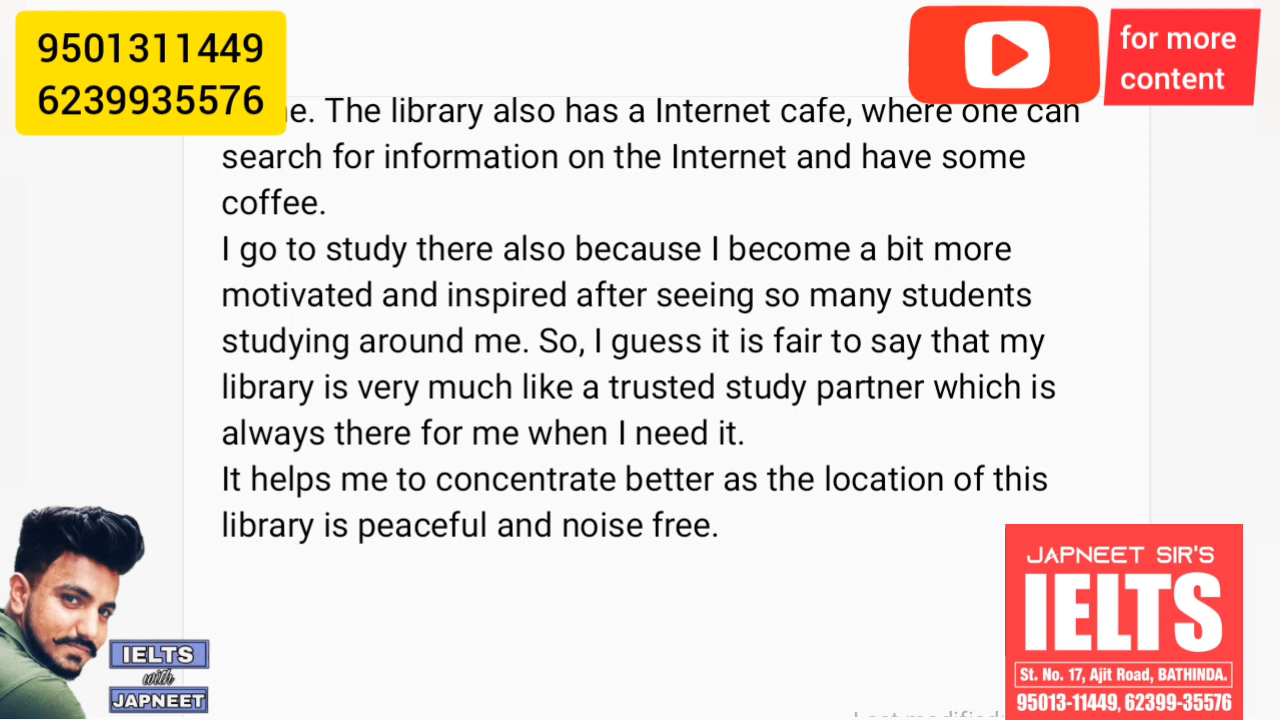 9501311449
6239935576
for more
content
e. The library also has a Internet cafe, where one can
search for information on the Internet and have some
coffee.
I go to study there also because I become a bit more
motivated and inspired after seeing so many students
studying around me. So, I guess it is fair to say that my
library is very much like a trusted study partner which is
always there for me when I need it.
It helps me to concentrate better as the location of this
library is peaceful and noise free.
IELTS
with
JAPNEET
JAPNEET SIR'S
IELTS
St. No. 17, Ajit Road, BATHINDA.
95013-11449, 62399-35576